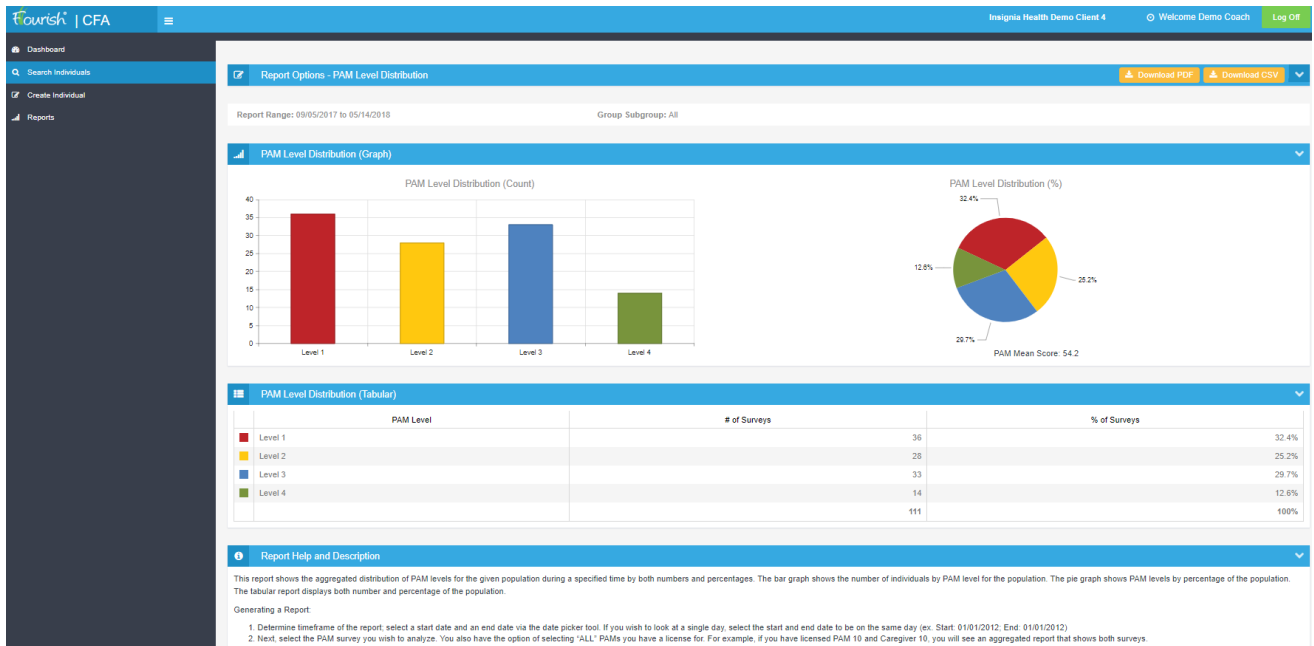 Flourish | CFA
Insignia Health Demo Client 4
Welcome Demo Coach
Log Off
Dashboard
Search Individuals
Create Individual
Reports
Report Options - PAM Level Distribution
Download PDF
Download CSV
Report Range: 09/05/2017 to 05/14/2018
Group Subgroup: All
PAM Level Distribution (Graph)
PAM Level Distribution (Count)
40
35
30
25
20
15
10
5
0
Level 1
Level 2
Level 3
Level 4
PAM Level Distribution (%)
32.4%
12.6%
25.2%
29.7%
PAM Mean Score: 54.2
PAM Level Distribution (Tabular)
PAM Level # of Surveys % of Surveys
Level 1 36 32.4%
Level 2 28 25.2%
Level 3 33 29.7%
Level 4 14 12.6%
111 100%
Report Help and Description
This report shows the aggregated distribution of PAM levels for the given population during a specified time by both numbers and percentages. The bar graph shows the number of individuals by PAM level for the population. The pie graph shows PAM levels by percentage of the population.
The tabular report displays both number and percentage of the population.
Generating a Report:
1. Determine timeframe of the report; select a start date and an end date via the date picker tool. If you wish to look at a single day, select the start and end date to be on the same day (ex. Start: 01/01/2012; End: 01/01/2012)
2. Next, select the PAM survey you wish to analyze. You also have the option of selecting "ALL" PAMs you have a license for. For example, if you have licensed PAM 10 and Caregiver 10, you will see an aggregated report that shows both surveys.